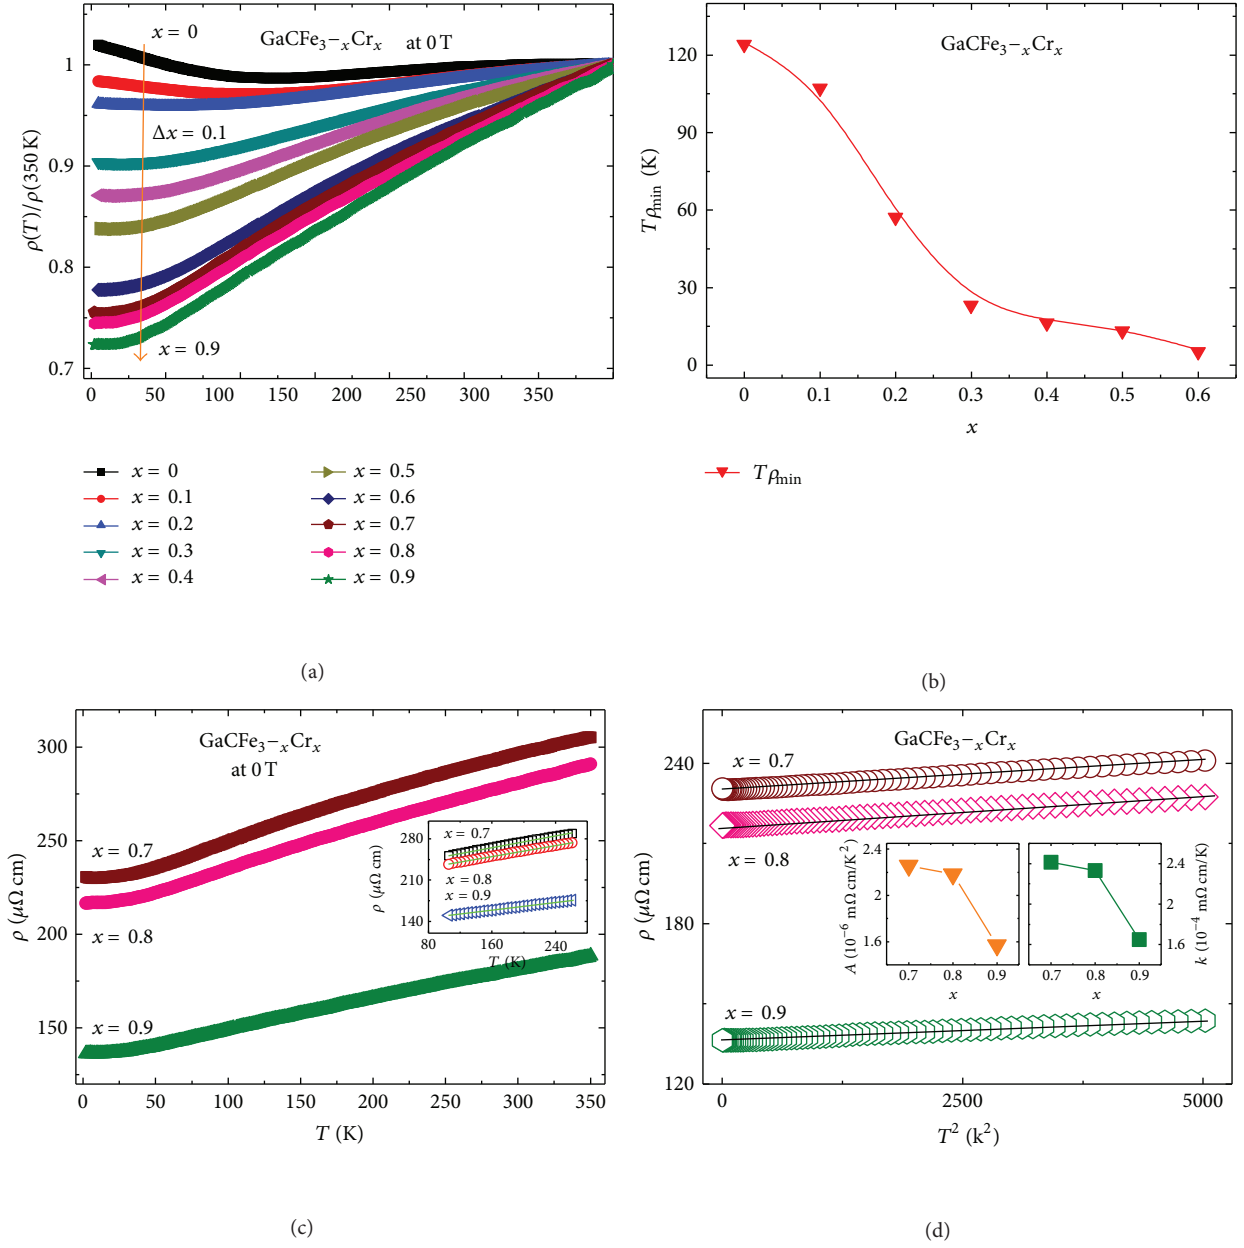 x = 0
GaCFe3−xCrx at 0 T
Δx = 0.1
x = 0.9
1
0.9
0.8
0.7
ρ(T)/ρ(350 K)
0 50 100 150 200 250 300 350
x = 0
x = 0.1
x = 0.2
x = 0.3
x = 0.4
x = 0.5
x = 0.6
x = 0.7
x = 0.8
x = 0.9
(a)
GaCFe3−xCrx
120
90
60
30
0
Tρmin (K)
0 0.1 0.2 0.3 0.4 0.5 0.6
x
Tρmin
(b)
GaCFe3−xCrx
at 0 T
300
250
200
150
ρ (μΩ cm)
x = 0.7
x = 0.8
x = 0.9
x = 0.7
x = 0.8
x = 0.9
280
210
140
ρ (μΩ cm)
80 160 240
T (K)
0 50 100 150 200 250 300 350
T (K)
(c)
GaCFe3−xCrx
x = 0.7
x = 0.8
x = 0.9
240
180
120
ρ (μΩ cm)
2.2
2
1.8
1.6
A (10−6 mΩ cm/K2)
0.7 0.8 0.9
x
2.4
2
1.6
k (10−4 mΩ cm/K)
0.7 0.8 0.9
x
0 2500 5000
T2 (k2)
(d)